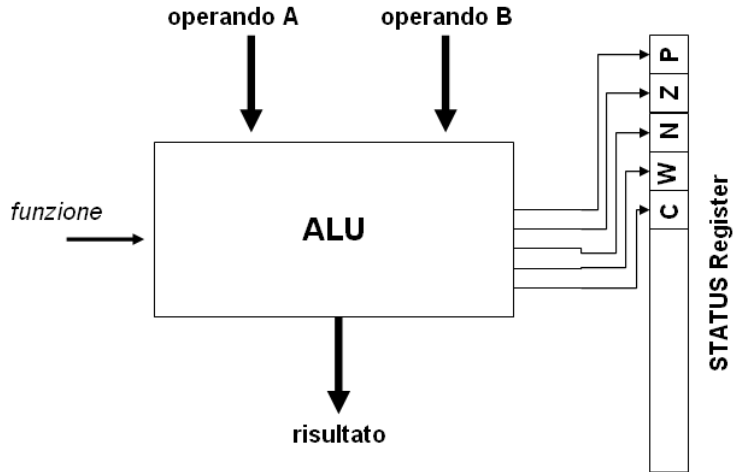 operando A
operando B
P
Z
N
W
C
funzione
ALU
STATUS Register
risultato